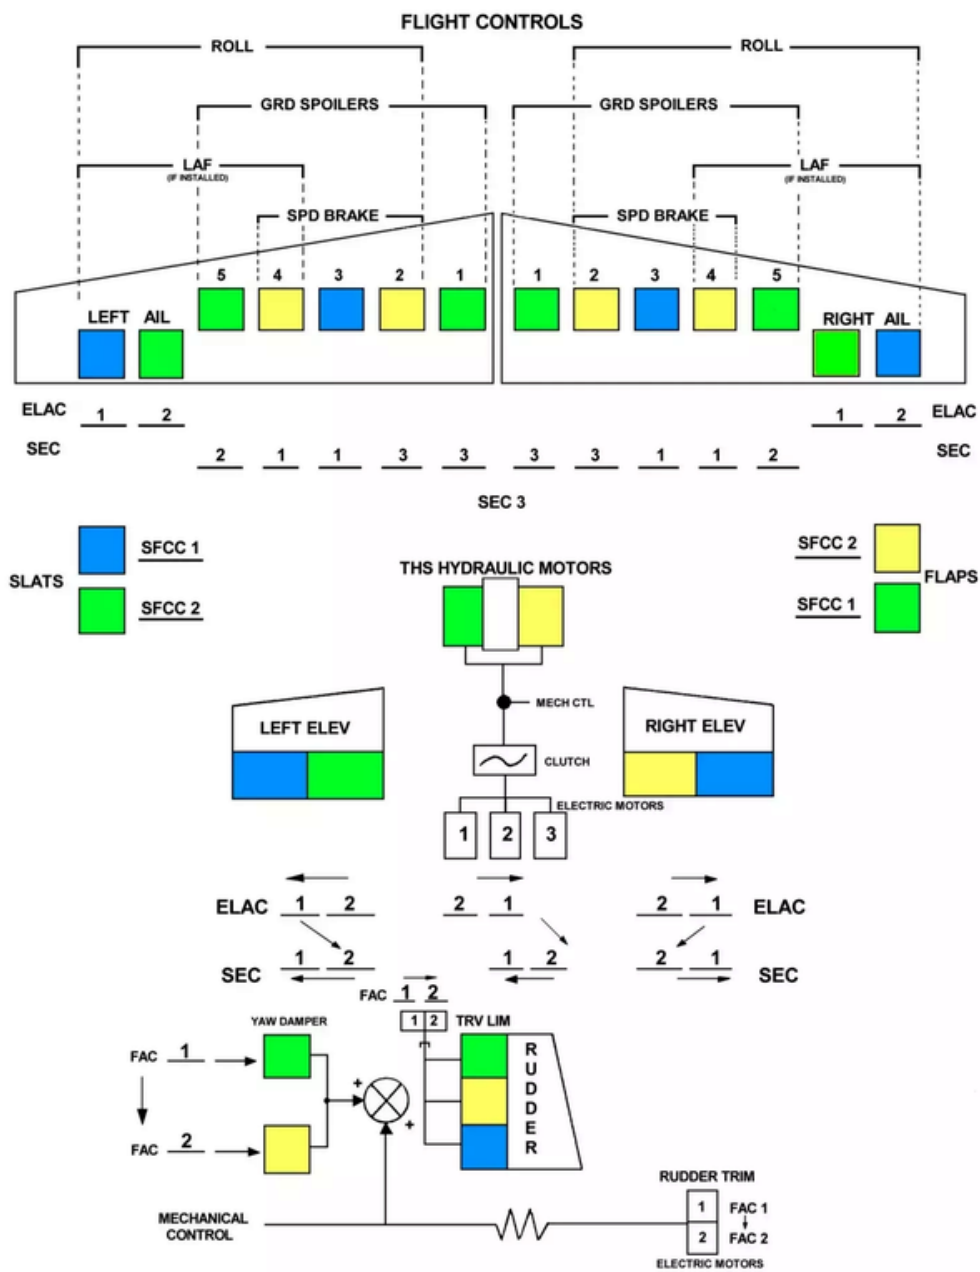 FLIGHT CONTROLS
ROLL ROLL
GRD SPOILERS GRD SPOILERS
LAF LAF
(IF INSTALLED) (IF INSTALLED)
SPD BRAKE SPD BRAKE
5 4 3 2 1 1 2 3 4 5
LEFT AIL RIGHT AIL
ELAC 1 2 1 2 ELAC
SEC 2 1 1 3 3 3 3 1 1 2 SEC
SEC 3
SFCC 1 SFCC 2
SLATS THS HYDRAULIC MOTORS FLAPS
SFCC 2 SFCC 1
MECH CTL
LEFT ELEV RIGHT ELEV
CLUTCH
ELECTRIC MOTORS
1 2 3
ELAC 1 2 2 1 2 1 ELAC
SEC 1 2 1 2 2 1 SEC
FAC 1 2
YAW DAMPER 1 2 TRV LIM
FAC 1
RUDDER
+
+
FAC 2
RUDDER TRIM
1 FAC 1
MECHANICAL
CONTROL
2 FAC 2
ELECTRIC MOTORS